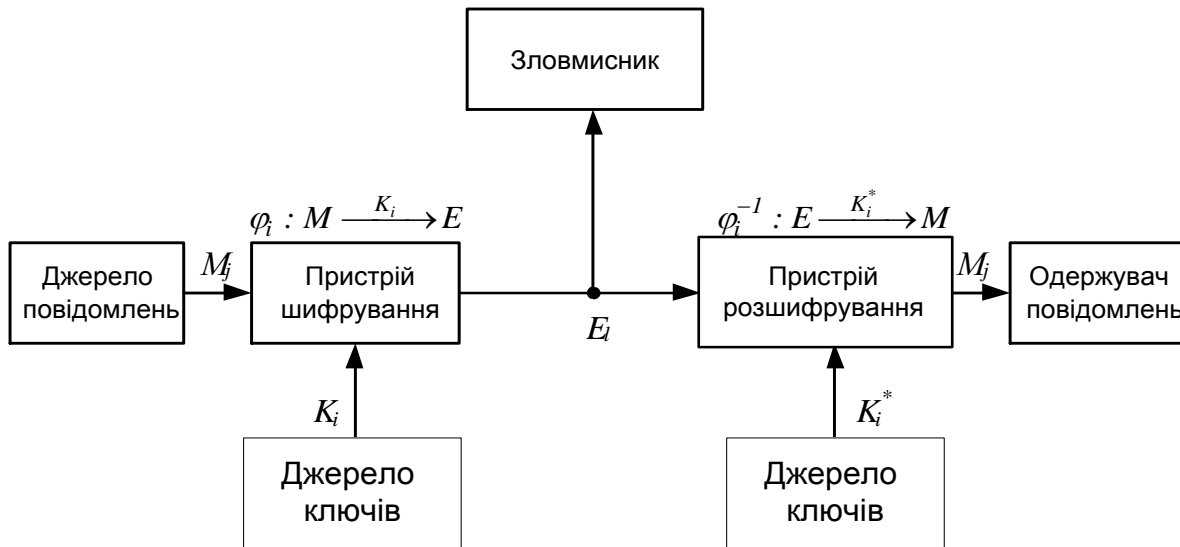 Зловмисник
φᵢ : M —Kᵢ→ E
φᵢ⁻¹ : E —Kᵢ*→ M
Джерело
повідомлень
Mⱼ
Пристрій
шифрування
Eₗ
Пристрій
розшифрування
Mⱼ
Одержувач
повідомлень
Kᵢ
Kᵢ*
Джерело
ключів
Джерело
ключів